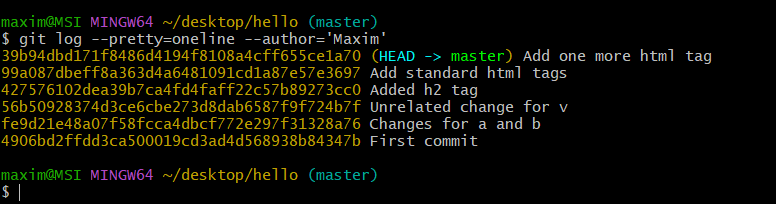 maxim@MSI MINGW64 ~/desktop/hello (master)
$ git log --pretty=oneline --author='Maxim'
39b94dbd171f8486d4194f8108a4cff655ce1a70 (HEAD -> master) Add one more html tag
99a087dbeff8a363d4a6481091cd1a87e57e3697 Add standard html tags
427576102dea39b7ca4fd4faff22c57b89273cc0 Added h2 tag
56b50928374d3ce6cbe273d8dab6587f9f724b7f Unrelated change for v
fe9d21e48a07f58fcca4dbcf772e297f31328a76 Changes for a and b
4906bd2ffdd3ca500019cd3ad4d568938b84347b First commit
maxim@MSI MINGW64 ~/desktop/hello (master)
$